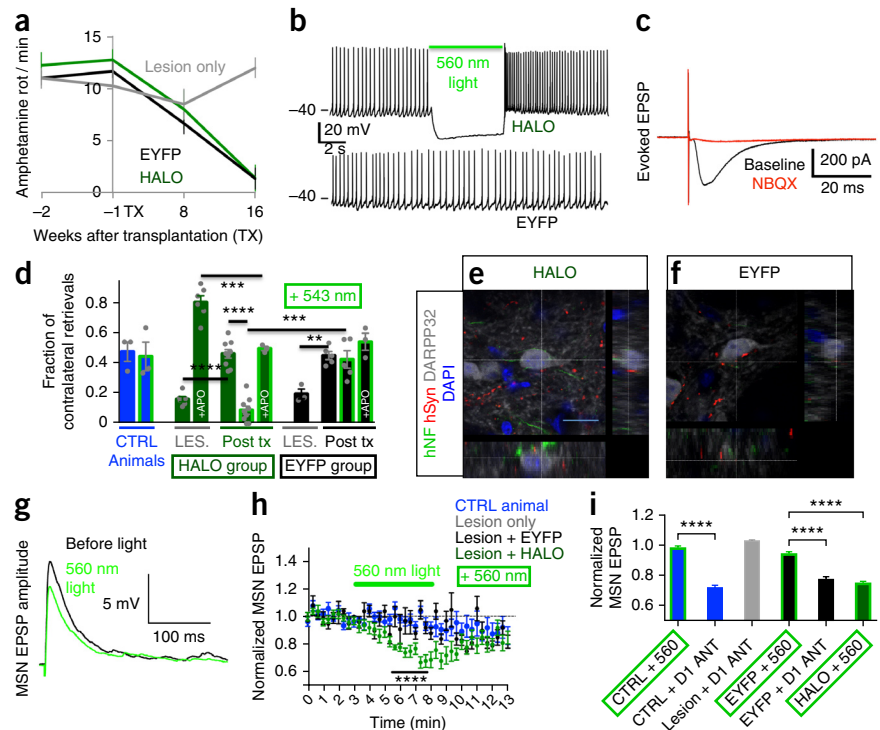 a
Amphetamine rot / min
15
10
5
0
Lesion only
EYFP
HALO
–2
–1 TX
8
16
Weeks after transplantation (TX)
b
560 nm
light
–40
20 mV
2 s
HALO
–40
EYFP
c
Evoked EPSP
Baseline
NBQX
200 pA
20 ms
d
Fraction of
contralateral retrievals
0.8
0.6
0.4
0.2
0
+ 543 nm
***
****
***
****
**
+APO
+APO
+APO
CTRL
Animals
LES.
Post tx
HALO group
LES.
Post tx
EYFP group
e
HALO
hNF hSyn DARPP32
DAPI
f
EYFP
g
MSN EPSP amplitude
Before light
560 nm
light
5 mV
100 ms
h
Normalized MSN EPSP
1.4
1.2
1.0
0.8
0.6
CTRL animal
Lesion only
Lesion + EYFP
Lesion + HALO
+ 560 nm
560 nm light
****
0 1 2 3 4 5 6 7 8 9 10 11 12 13
Time (min)
i
Normalized
MSN EPSP
1.2
1.0
0.8
0.6
****
****
****
CTRL + 560
CTRL + D1 ANT
Lesion + D1 ANT
EYFP + 560
EYFP + D1 ANT
HALO + 560